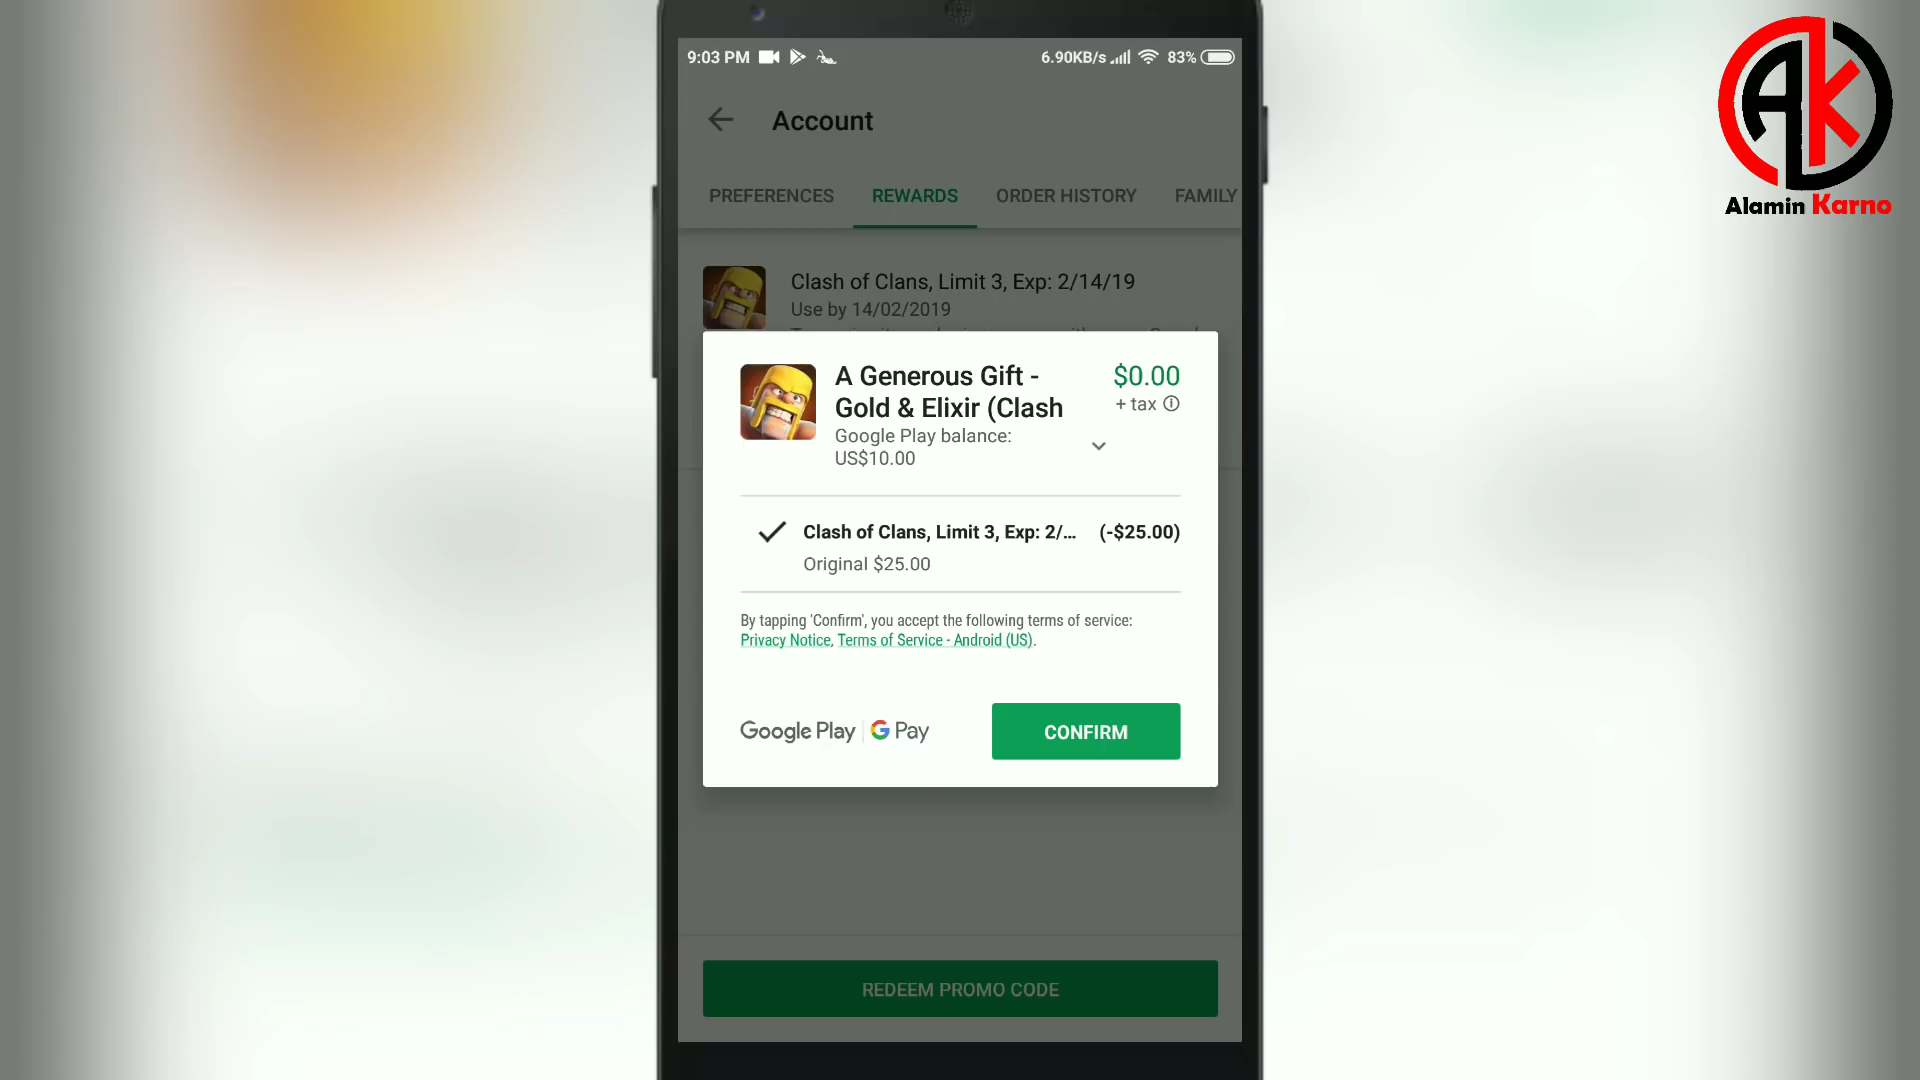 9:03 PM 6.90KB/s 83%
Account
PREFERENCES REWARDS ORDER HISTORY FAMILY
Clash of Clans, Limit 3, Exp: 2/14/19
Use by 14/02/2019
A Generous Gift - $0.00
Gold & Elixir (Clash + tax
Google Play balance:
US$10.00
Clash of Clans, Limit 3, Exp: 2/... (-$25.00)
Original $25.00
By tapping 'Confirm', you accept the following terms of service:
Privacy Notice, Terms of Service - Android (US).
Google Play G Pay CONFIRM
REDEEM PROMO CODE
AK
Alamin Karno